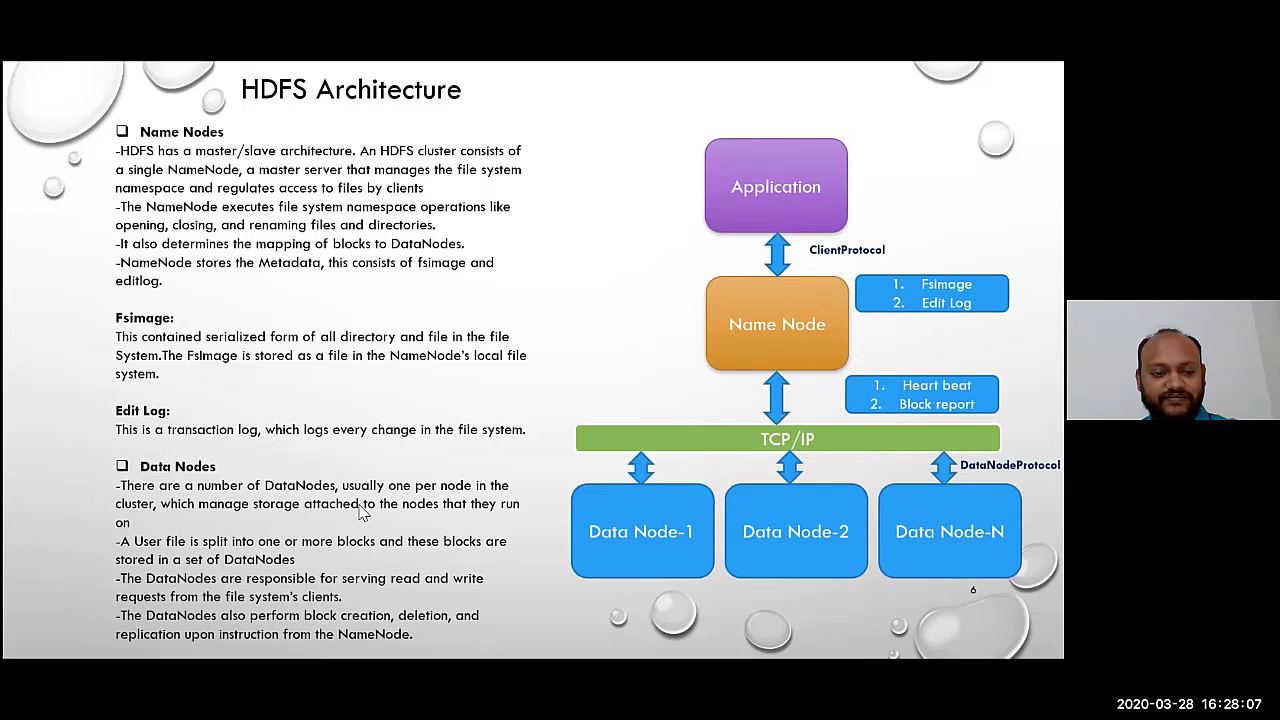 HDFS Architecture
❑ Name Nodes
-HDFS has a master/slave architecture. An HDFS cluster consists of
a single NameNode, a master server that manages the file system
namespace and regulates access to files by clients
-The NameNode executes file system namespace operations like
opening, closing, and renaming files and directories.
-It also determines the mapping of blocks to DataNodes.
-NameNode stores the Metadata, this consists of fsimage and
editlog.
Fsimage:
This contained serialized form of all directory and file in the file
System.The FsImage is stored as a file in the NameNode's local file
system.
Edit Log:
This is a transaction log, which logs every change in the file system.
❑ Data Nodes
-There are a number of DataNodes, usually one per node in the
cluster, which manage storage attached to the nodes that they run
on
-A User file is split into one or more blocks and these blocks are
stored in a set of DataNodes
-The DataNodes are responsible for serving read and write
requests from the file system's clients.
-The DataNodes also perform block creation, deletion, and
replication upon instruction from the NameNode.
Application
ClientProtocol
Name Node
1. FsImage
2. Edit Log
1. Heart beat
2. Block report
TCP/IP
DataNodeProtocol
Data Node-1
Data Node-2
Data Node-N
6
2020-03-28 16:28:07